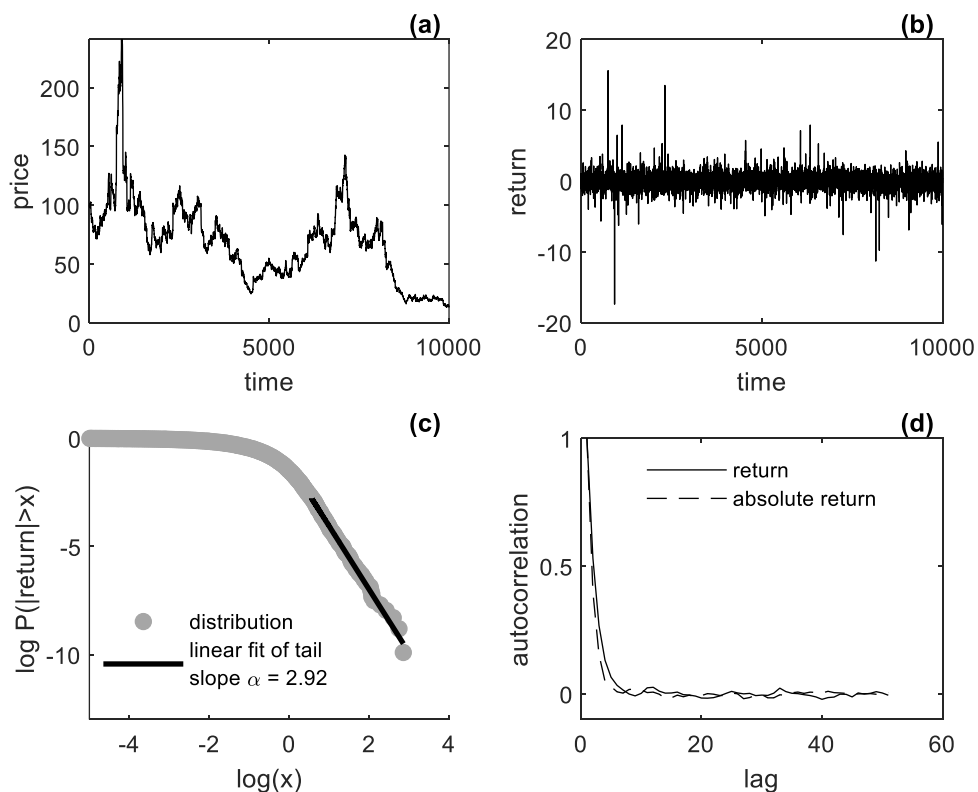 (a)
200
150
100
50
0
price
0
5000
10000
time
(b)
20
10
0
-10
-20
return
0
5000
10000
time
(c)
0
-5
-10
log P(|return|>x)
distribution
linear fit of tail
slope α = 2.92
-4
-2
0
2
4
log(x)
(d)
1
0.5
0
autocorrelation
return
absolute return
0
20
40
60
lag